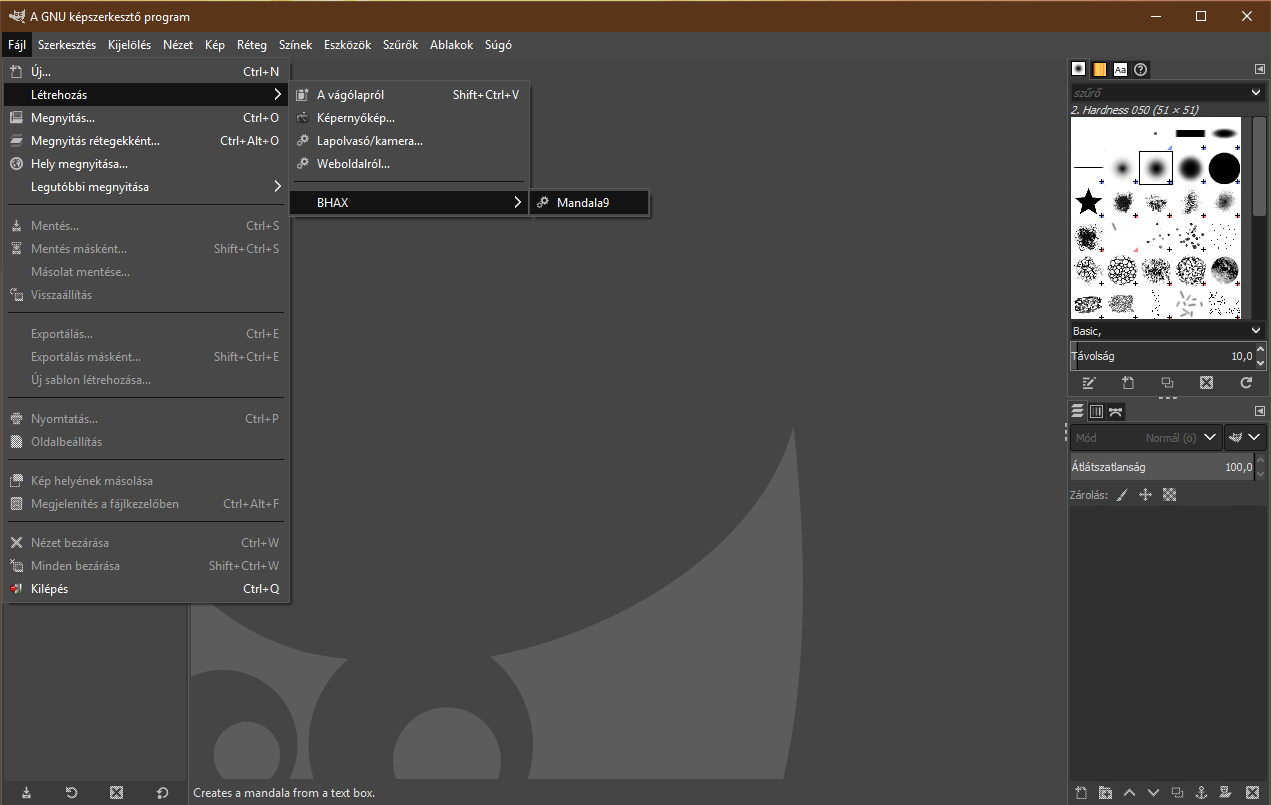 A GNU képszerkesztő program
Fájl Szerkesztés Kijelölés Nézet Kép Réteg Színek Eszközök Szűrők Ablakok Súgó
Új... Ctrl+N
Létrehozás
Megnyitás... Ctrl+O
Megnyitás rétegekként... Ctrl+Alt+O
Hely megnyitása...
Legutóbbi megnyitása
Mentés... Ctrl+S
Mentés másként... Shift+Ctrl+S
Másolat mentése...
Visszaállítás
Exportálás... Ctrl+E
Exportálás másként... Shift+Ctrl+E
Új sablon létrehozása...
Nyomtatás... Ctrl+P
Oldalbeállítás
Kép helyének másolása
Megjelenítés a fájlkezelőben Ctrl+Alt+F
Nézet bezárása Ctrl+W
Minden bezárása Shift+Ctrl+W
Kilépés Ctrl+Q
A vágólapról Shift+Ctrl+V
Képernyőkép...
Lapolvasó/kamera...
Weboldalról...
BHAX
Mandala9
Aa
szűrő
2. Hardness 050 (51 × 51)
Basic,
Távolság 10,0
Mód Normál (ö)
Átlátszatlanság 100,0
Zárolás:
Creates a mandala from a text box.